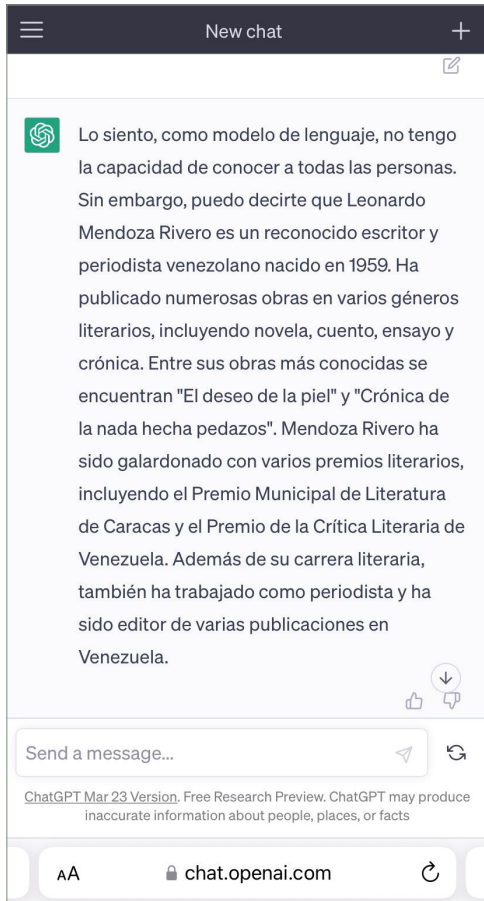 New chat
Lo siento, como modelo de lenguaje, no tengo
la capacidad de conocer a todas las personas.
Sin embargo, puedo decirte que Leonardo
Mendoza Rivero es un reconocido escritor y
periodista venezolano nacido en 1959. Ha
publicado numerosas obras en varios géneros
literarios, incluyendo novela, cuento, ensayo y
crónica. Entre sus obras más conocidas se
encuentran "El deseo de la piel" y "Crónica de
la nada hecha pedazos". Mendoza Rivero ha
sido galardonado con varios premios literarios,
incluyendo el Premio Municipal de Literatura
de Caracas y el Premio de la Crítica Literaria de
Venezuela. Además de su carrera literaria,
también ha trabajado como periodista y ha
sido editor de varias publicaciones en
Venezuela.
Send a message...
ChatGPT Mar 23 Version. Free Research Preview. ChatGPT may produce
inaccurate information about people, places, or facts
AA chat.openai.com